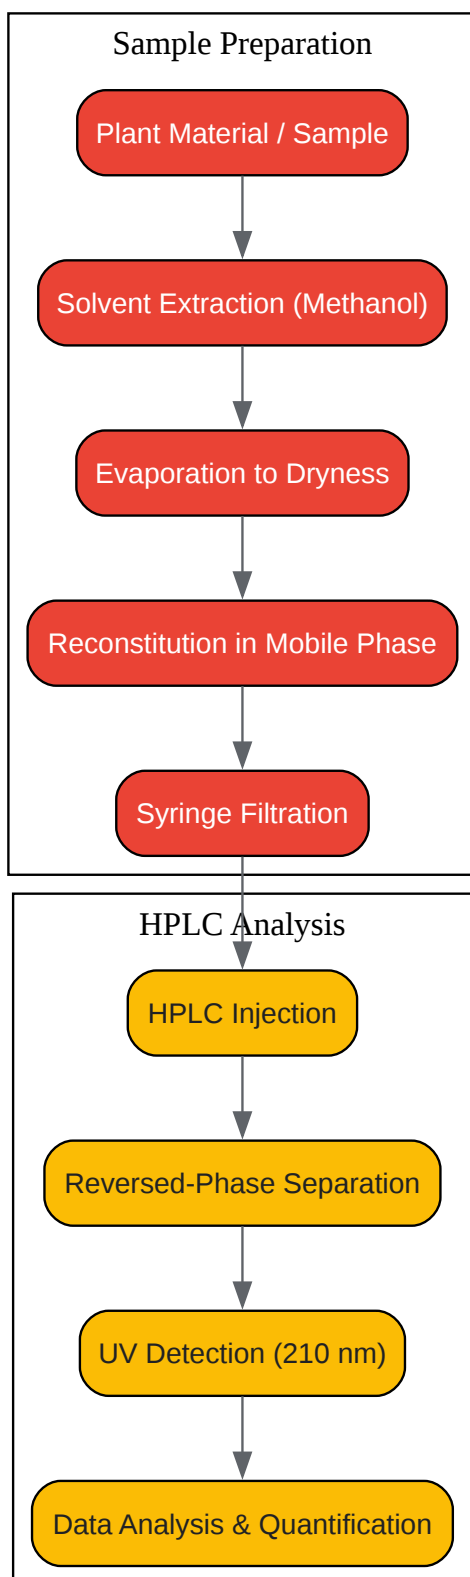 Sample Preparation
Plant Material / Sample
Solvent Extraction (Methanol)
Evaporation to Dryness
Reconstitution in Mobile Phase
Syringe Filtration
HPLC Analysis
HPLC Injection
Reversed-Phase Separation
UV Detection (210 nm)
Data Analysis & Quantification